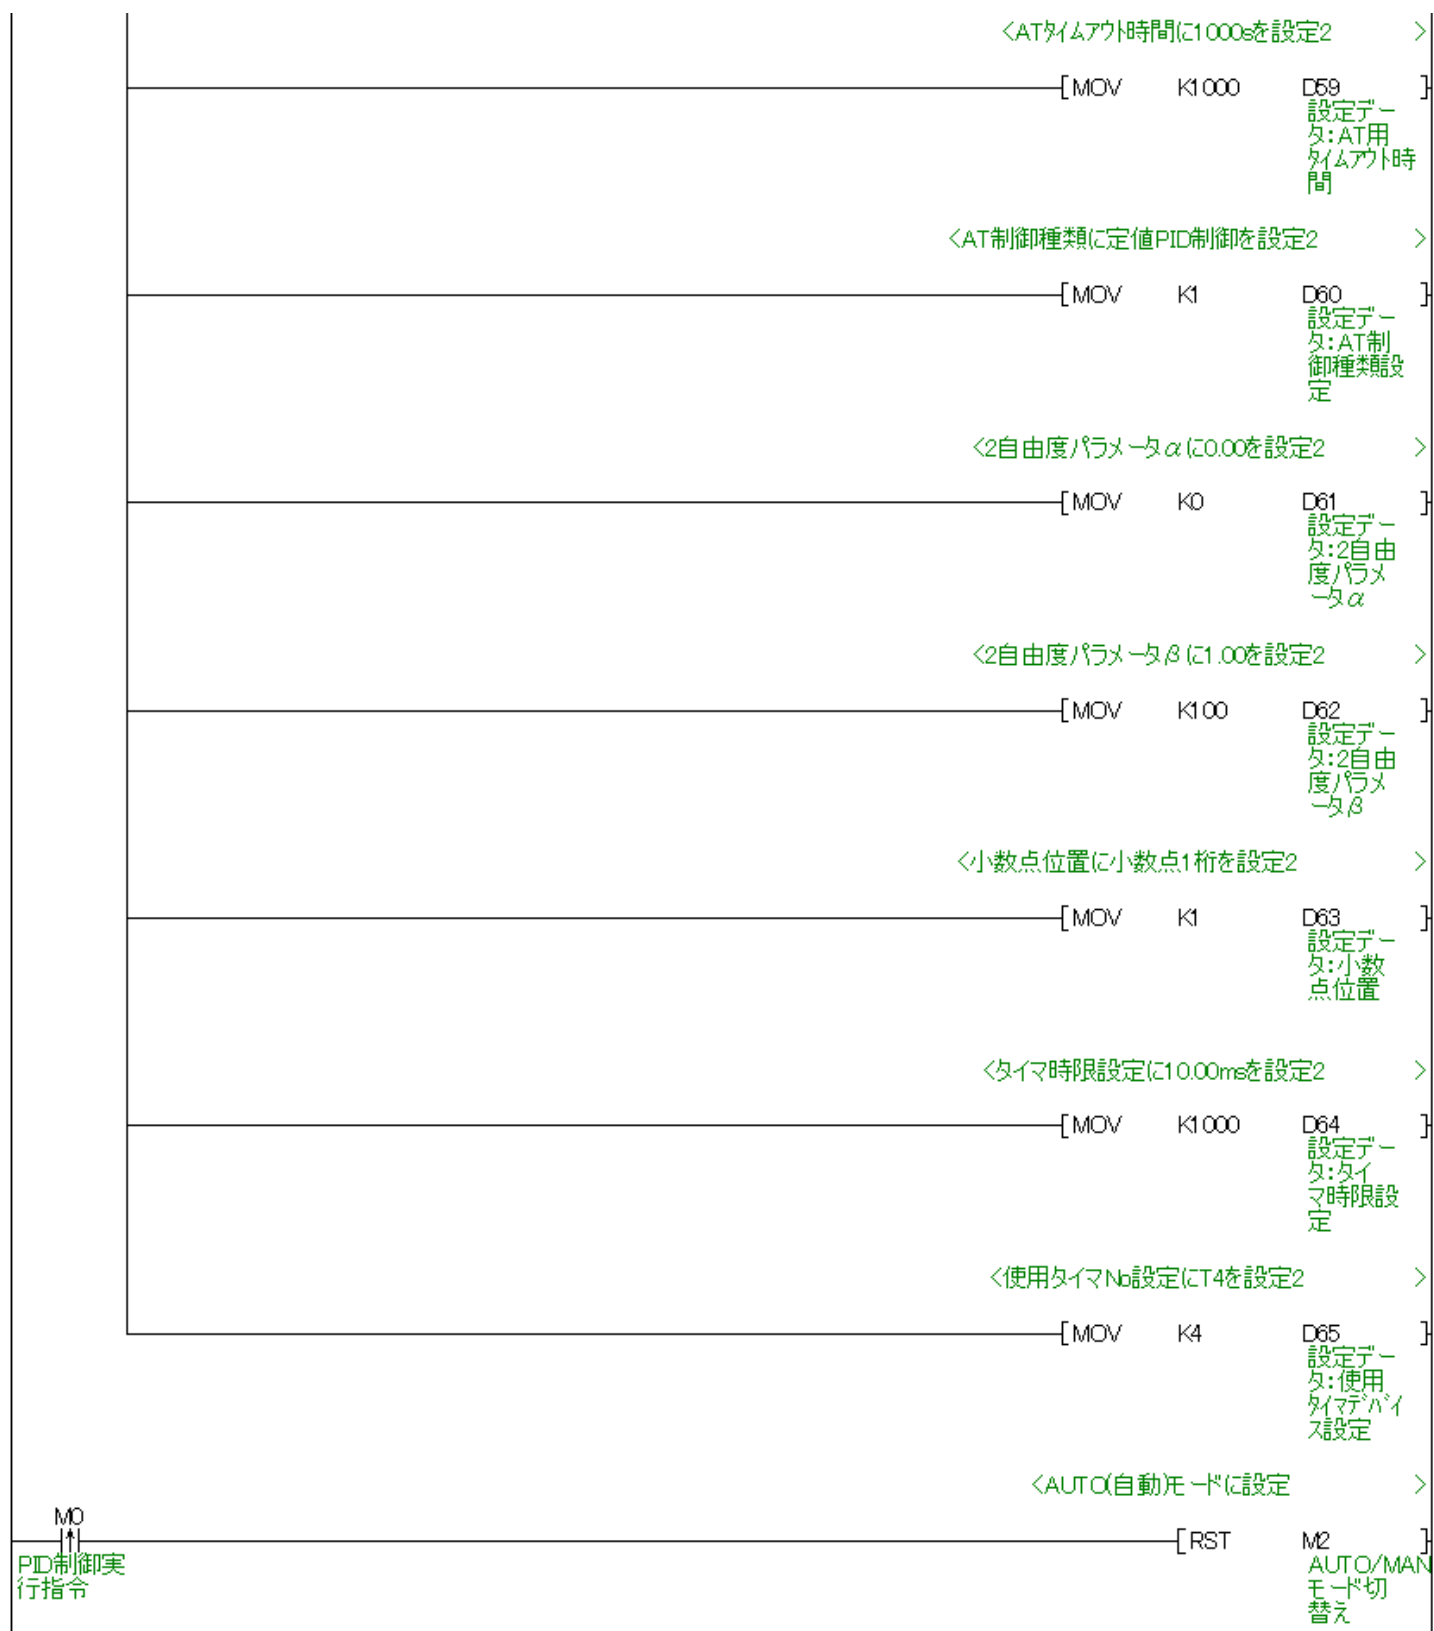 <ATタイムアウト時間に1000sを設定2 >
[MOV K1000 D59 ]
設定デー
タ:AT用
タイムアウト時
間
<AT制御種類に定値PID制御を設定2 >
[MOV K1 D60 ]
設定デー
タ:AT制
御種類設
定
<2自由度パラメータαに0.00を設定2 >
[MOV K0 D61 ]
設定デー
タ:2自由
度パラメ
ータα
<2自由度パラメータβに1.00を設定2 >
[MOV K100 D62 ]
設定デー
タ:2自由
度パラメ
ータβ
<小数点位置に小数点1桁を設定2 >
[MOV K1 D63 ]
設定デー
タ:小数
点位置
<タイマ時限設定に10.00msを設定2 >
[MOV K1000 D64 ]
設定デー
タ:タイ
マ時限設
定
<使用タイマNo設定にT4を設定2 >
[MOV K4 D65 ]
設定デー
タ:使用
タイマデバイ
ス設定
<AUTO(自動)モードに設定 >
M0
[RST M2 ]
PID制御実
行指令
AUTO/MAN
モード切
替え